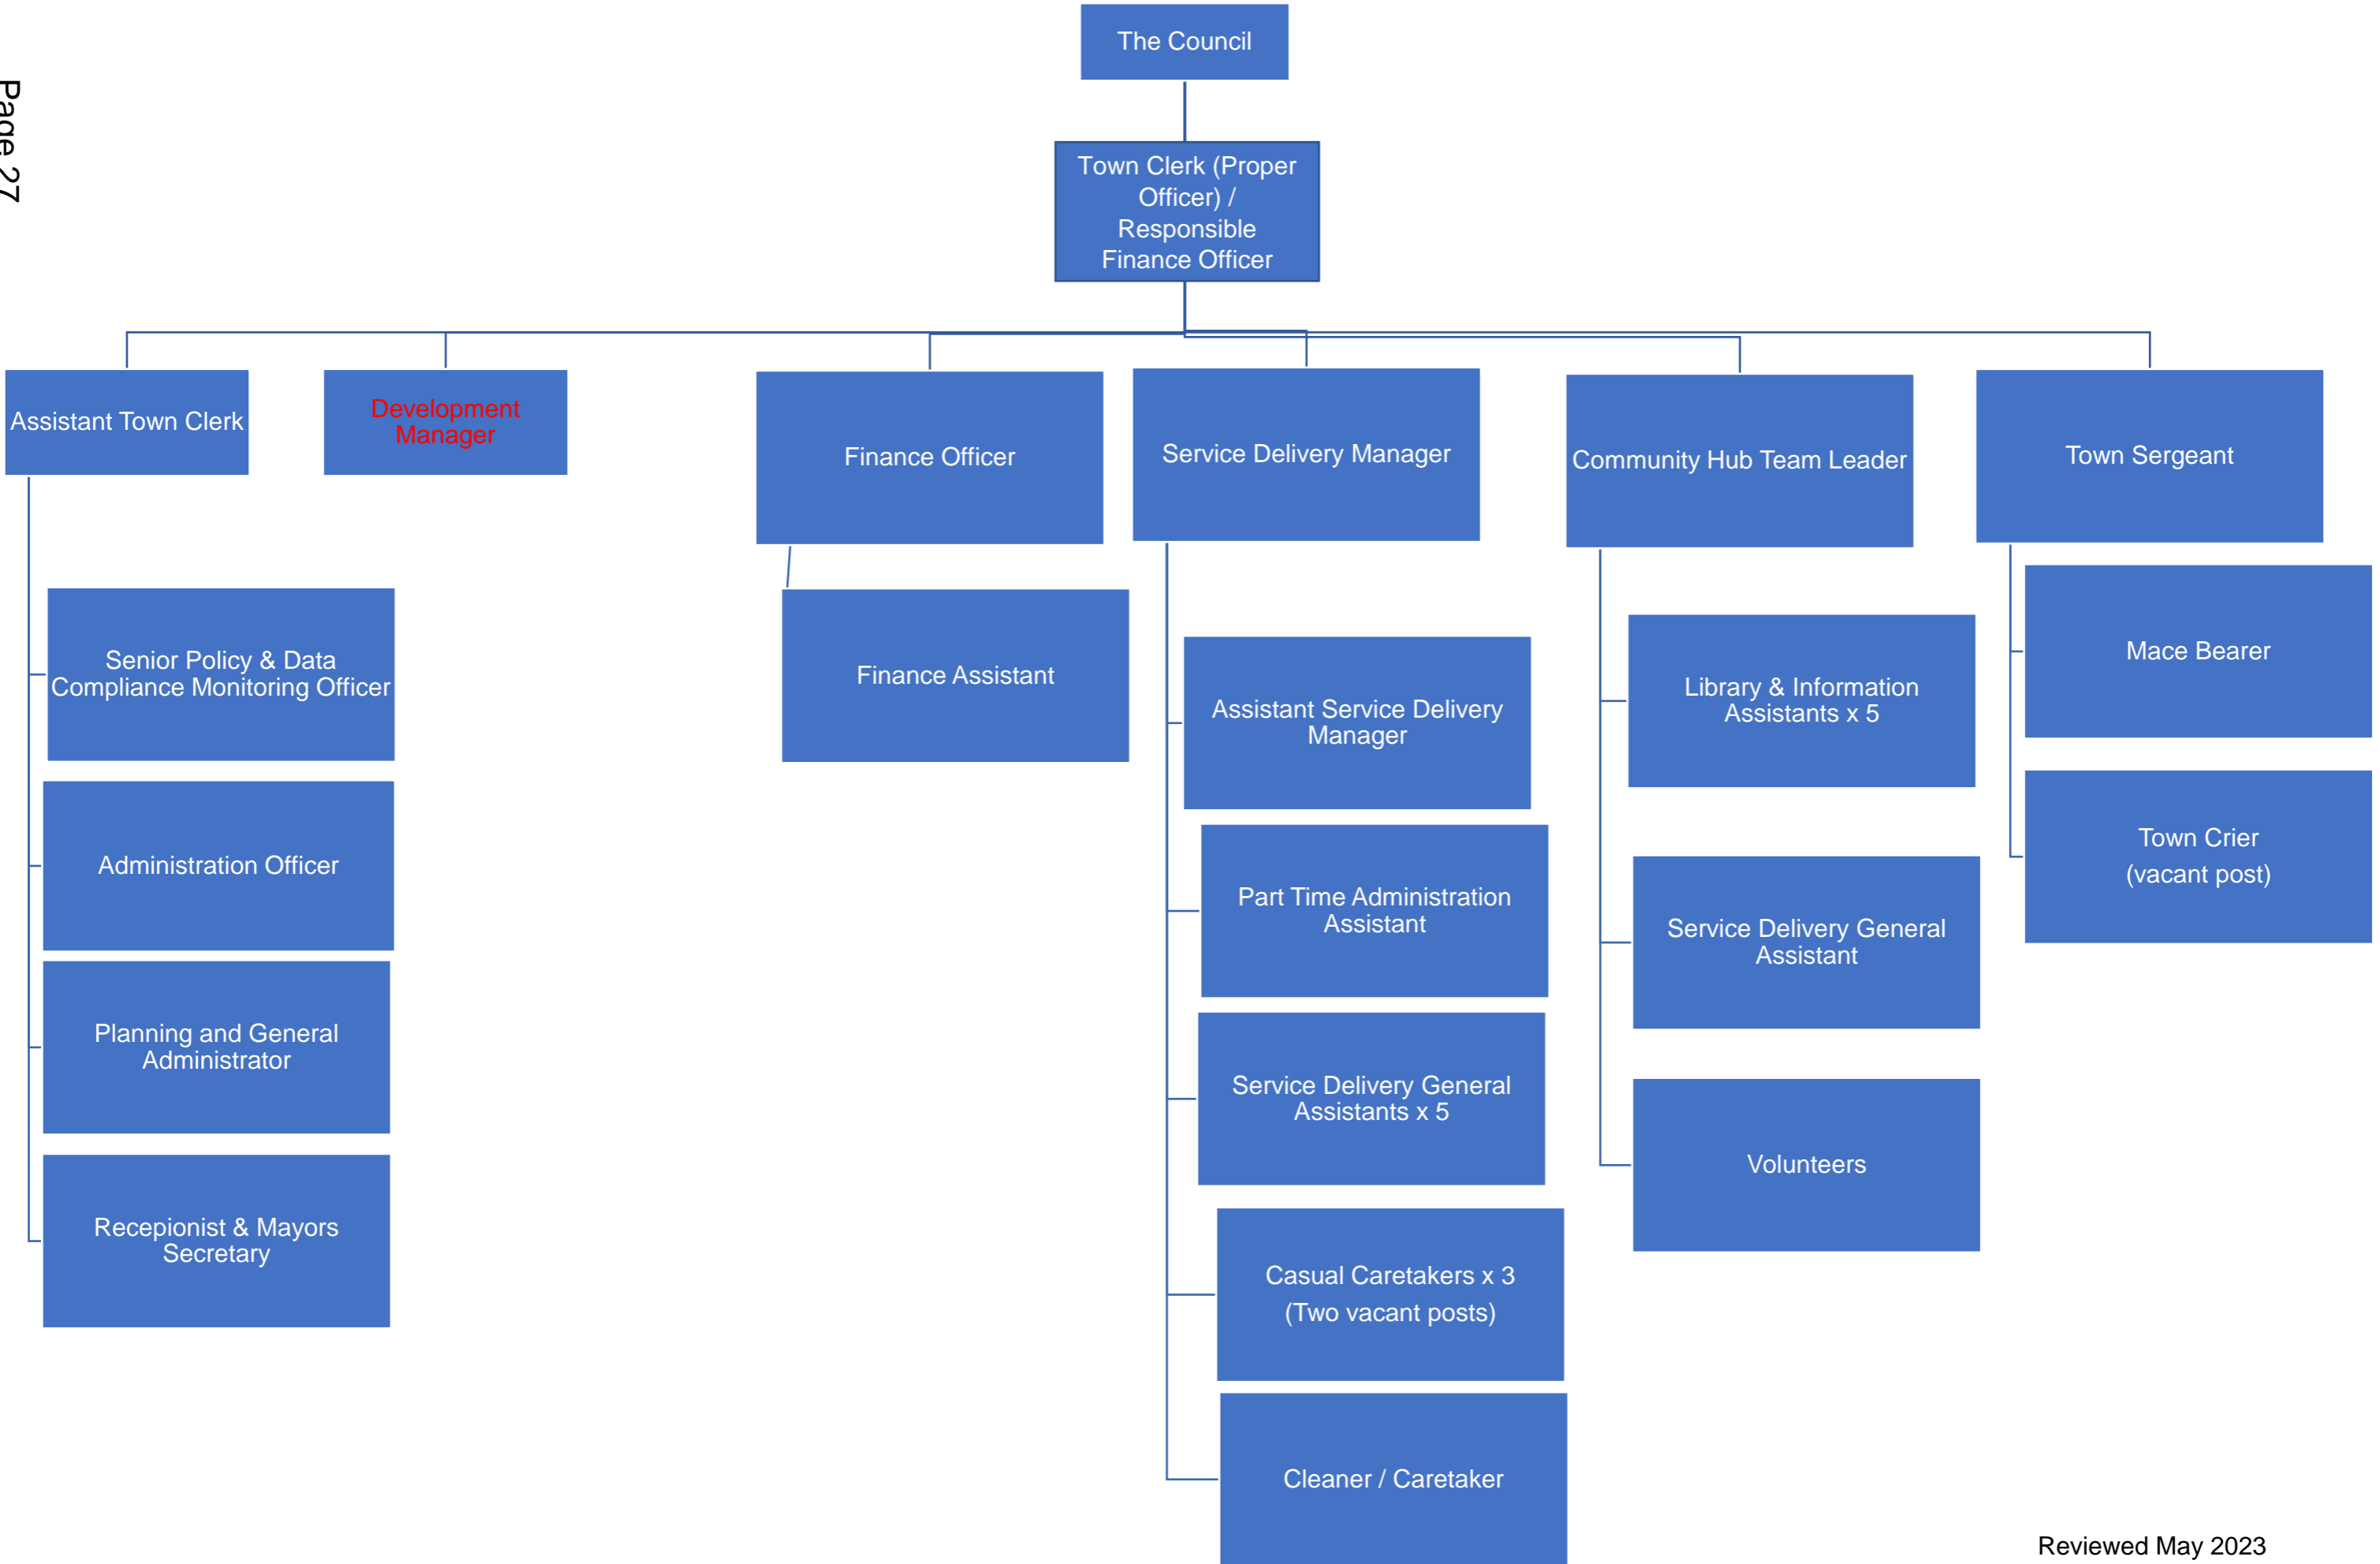 Page 27
The Council
Town Clerk (Proper
Officer) /
Responsible
Finance Officer
Assistant Town Clerk
Development
Manager
Finance Officer
Service Delivery Manager
Community Hub Team Leader
Town Sergeant
Senior Policy & Data
Compliance Monitoring Officer
Administration Officer
Planning and General
Administrator
Recepionist & Mayors
Secretary
Finance Assistant
Assistant Service Delivery
Manager
Part Time Administration
Assistant
Service Delivery General
Assistants x 5
Casual Caretakers x 3
(Two vacant posts)
Cleaner / Caretaker
Library & Information
Assistants x 5
Service Delivery General
Assistant
Volunteers
Mace Bearer
Town Crier
(vacant post)
Reviewed May 2023